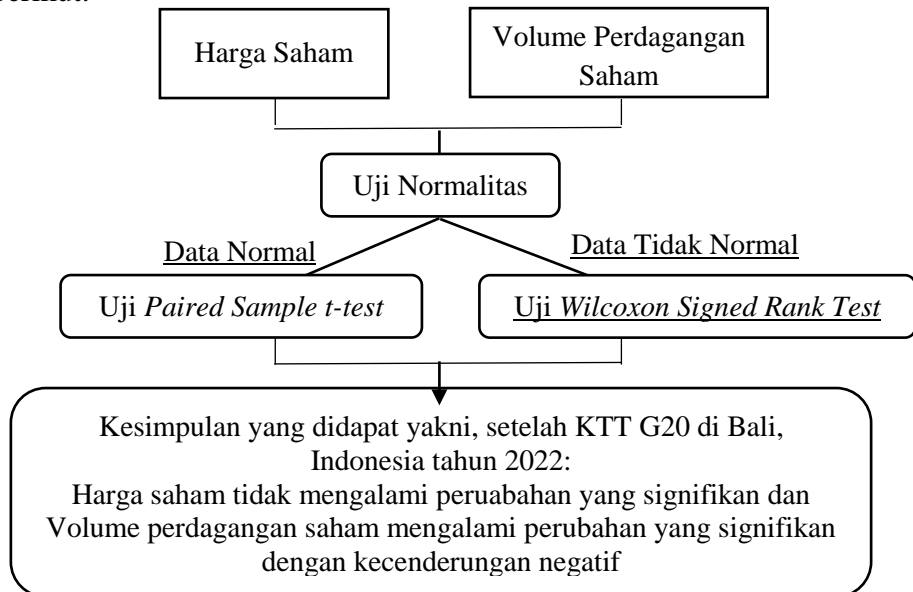 Harga Saham
Volume Perdagangan
Saham
Uji Normalitas
Data Normal
Data Tidak Normal
Uji Paired Sample t-test
Uji Wilcoxon Signed Rank Test
Kesimpulan yang didapat yakni, setelah KTT G20 di Bali,
Indonesia tahun 2022:
Harga saham tidak mengalami peruabahan yang signifikan dan
Volume perdagangan saham mengalami perubahan yang signifikan
dengan kecenderungan negatif